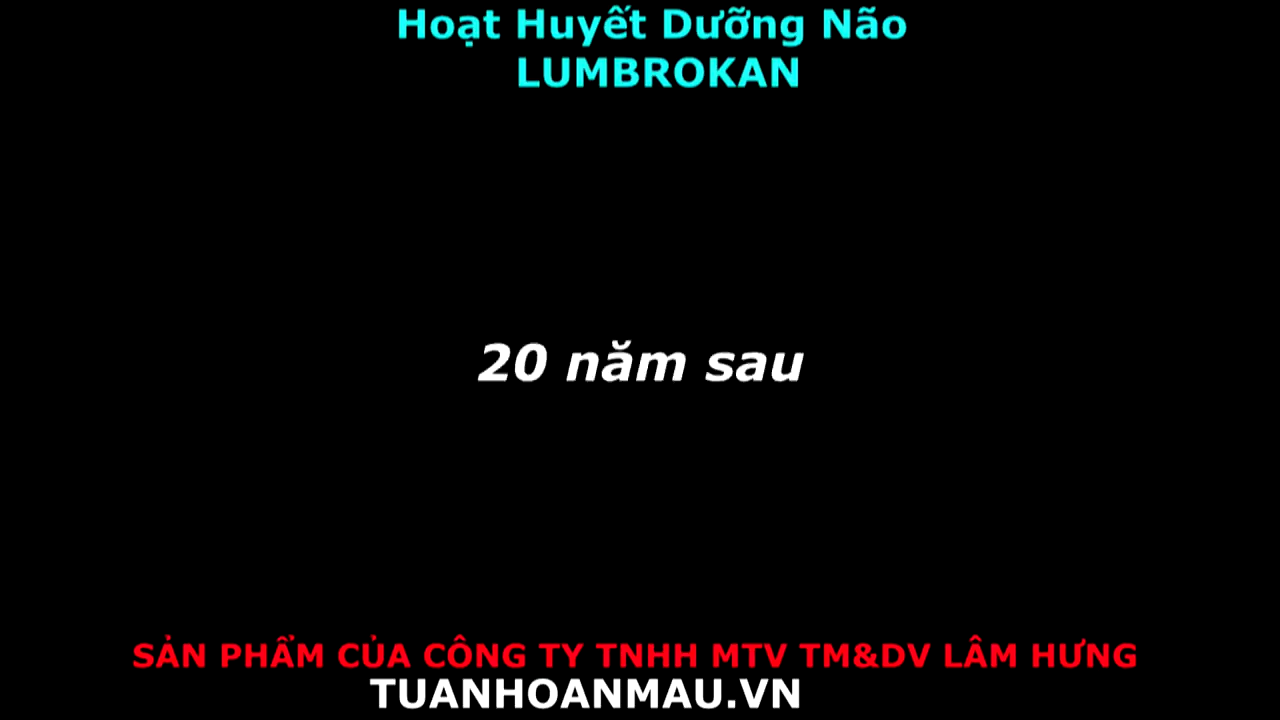 Hoạt Huyết Dưỡng Não
LUMBROKAN
20 năm sau
SẢN PHẨM CỦA CÔNG TY TNHH MTV TM&DV LÂM HƯNG
TUANHOANMAU.VN